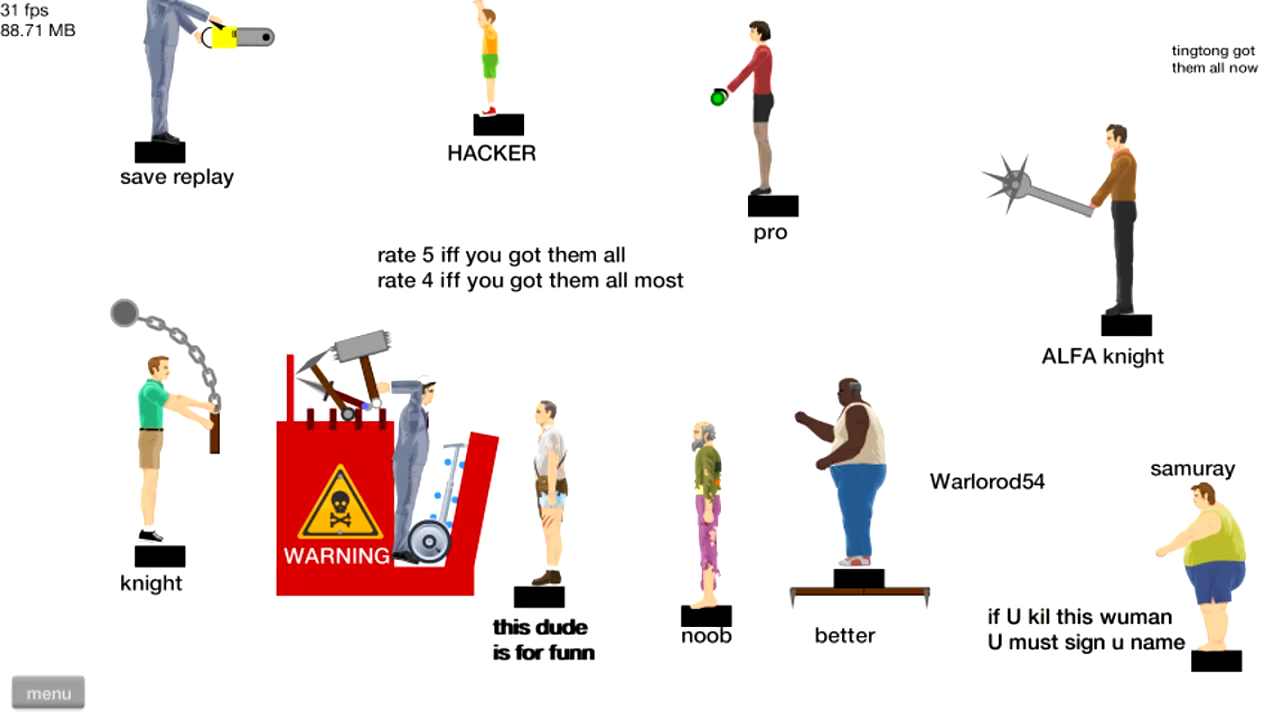 31 fps
88.71 MB
tingtong got
them all now
save replay
HACKER
pro
rate 5 iff you got them all
rate 4 iff you got them all most
ALFA knight
knight
WARNING
this dude
is for funn
noob
better
Warlorod54
samuray
if U kil this wuman
U must sign u name
menu